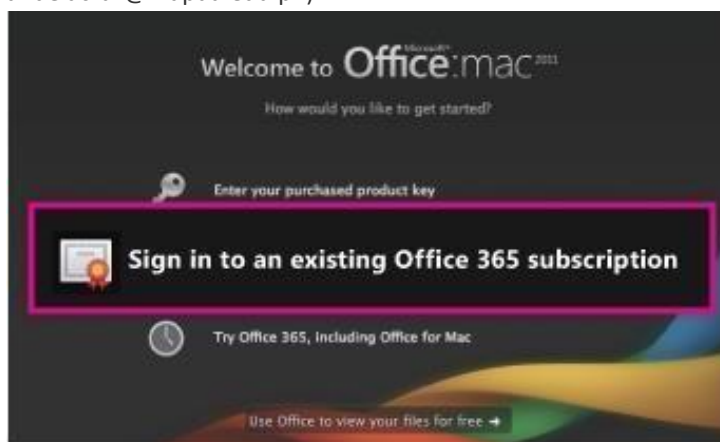 Welcome to Microsoft® Office:mac 2011
How would you like to get started?
Enter your purchased product key
Sign in to an existing Office 365 subscription
Try Office 365, including Office for Mac
Use Office to view your files for free →